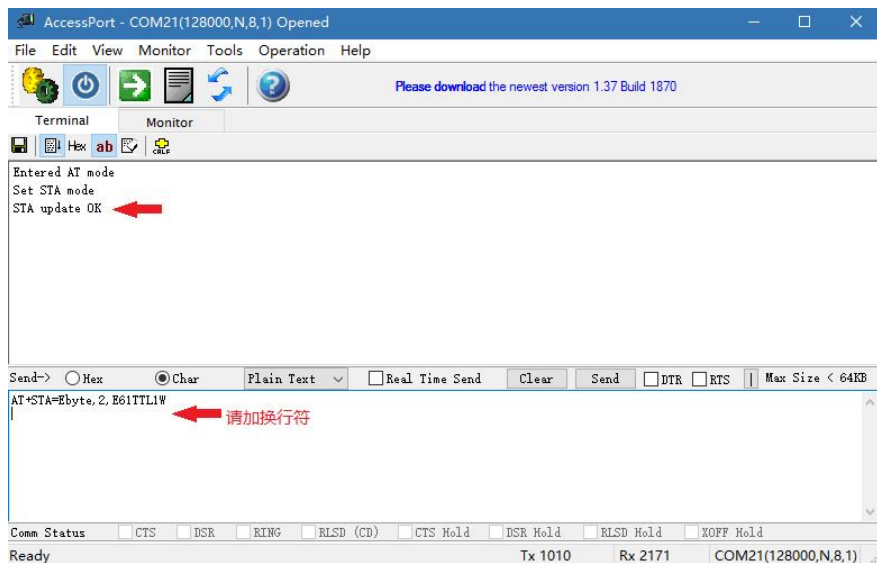 AccessPort - COM21(128000,N,8,1) Opened
File Edit View Monitor Tools Operation Help
Please download the newest version 1.37 Build 1870
Terminal Monitor
Hex ab CRLF
Entered AT mode
Set STA mode
STA update OK
Send-> Hex Char Plain Text Real Time Send Clear Send DTR RTS Max Size < 64KB
AT+STA=Ebyte,2,E61TTL1W
请加换行符
Comm Status CTS DSR RING RLSD (CD) CTS Hold DSR Hold RLSD Hold XOFF Hold
Ready Tx 1010 Rx 2171 COM21(128000,N,8,1)